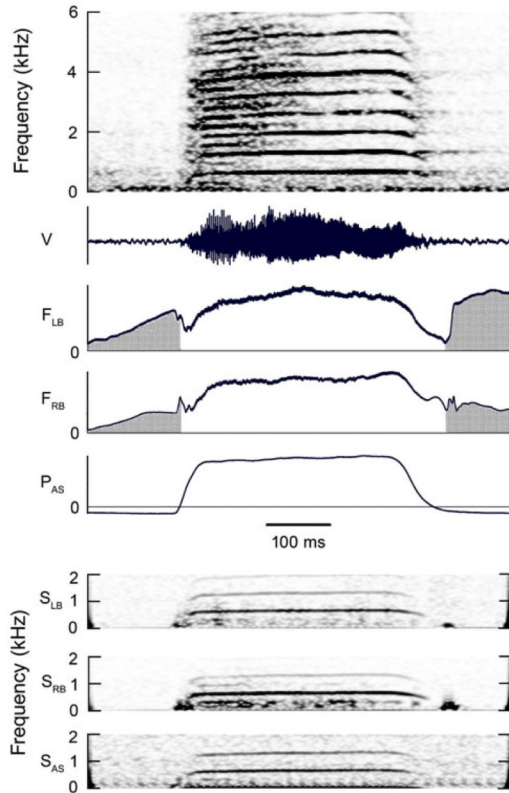 Frequency (kHz)
6
4
2
0
V
F_LB
0
F_RB
0
P_AS
0
100 ms
Frequency (kHz)
S_LB
2
1
0
S_RB
2
1
0
S_AS
2
1
0